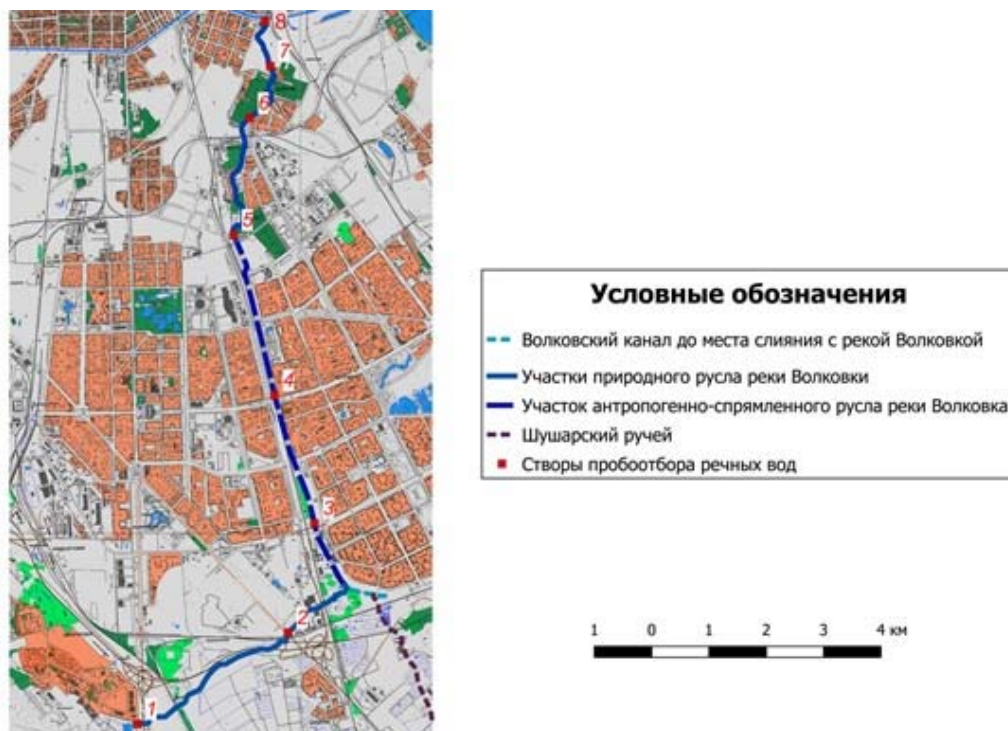 8
7
6
5
4
3
2
1
Условные обозначения
Волковский канал до места слияния с рекой Волковкой
Участки природного русла реки Волковки
Участок антропогенно-спрямленного русла реки Волковка
Шушарский ручей
Створы пробоотбора речных вод
1 0 1 2 3 4 км